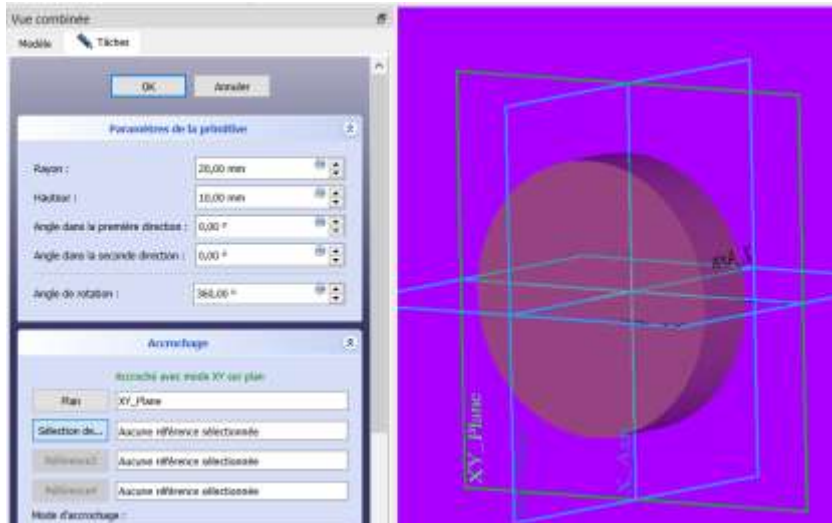 Vue combinée
Modèle
Tâches
OK
Annuler
Paramètres de la primitive
Rayon : 20,00 mm
Hauteur : 10,00 mm
Angle dans la première direction : 0,00 °
Angle dans la seconde direction : 0,00 °
Angle de rotation : 360,00 °
Accrochage
Accroché avec mode XY sur plan
Plan XY_Plane
Sélection de... Aucune référence sélectionnée
Référence3 Aucune référence sélectionnée
Référence4 Aucune référence sélectionnée
Mode d'accrochage :
XY_Plane